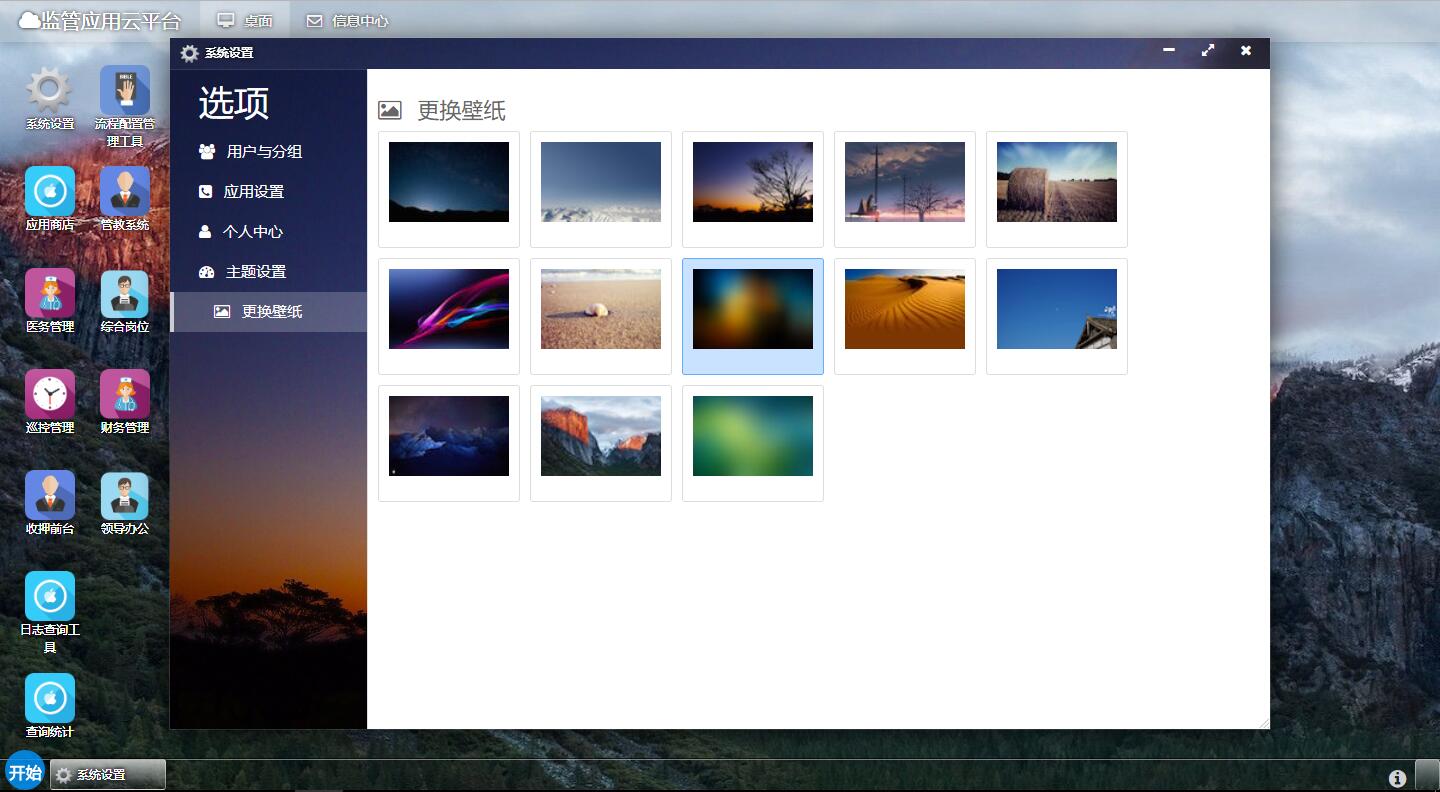 监管应用云平台
桌面
信息中心
系统设置
系统设置
流程配置管
理工具
BIBLE
应用商店
管教系统
医务管理
综合岗位
巡控管理
财务管理
收押前台
领导办公
日志查询工
具
查询统计
选项
用户与分组
应用设置
个人中心
主题设置
更换壁纸
更换壁纸
开始
系统设置